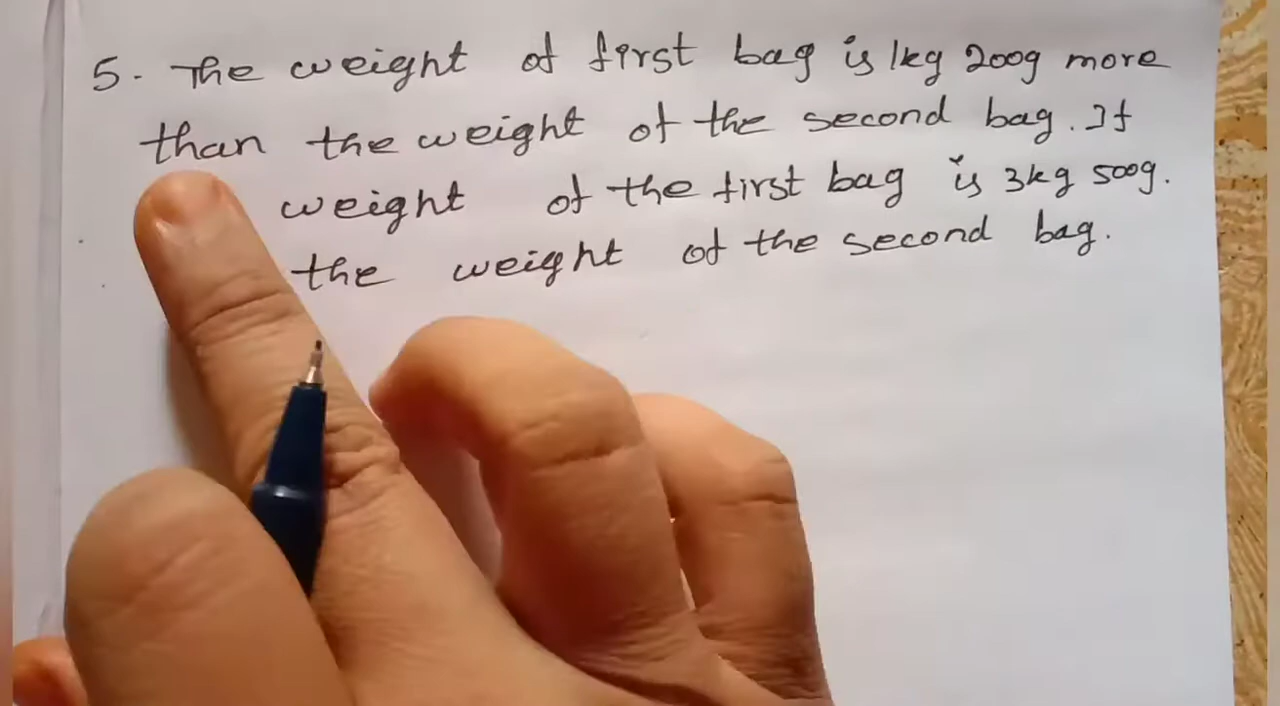 5. The weight of first bag is 1kg 200g more
than the weight of the second bag. If
weight of the first bag is 3kg 500g.
the weight of the second bag.